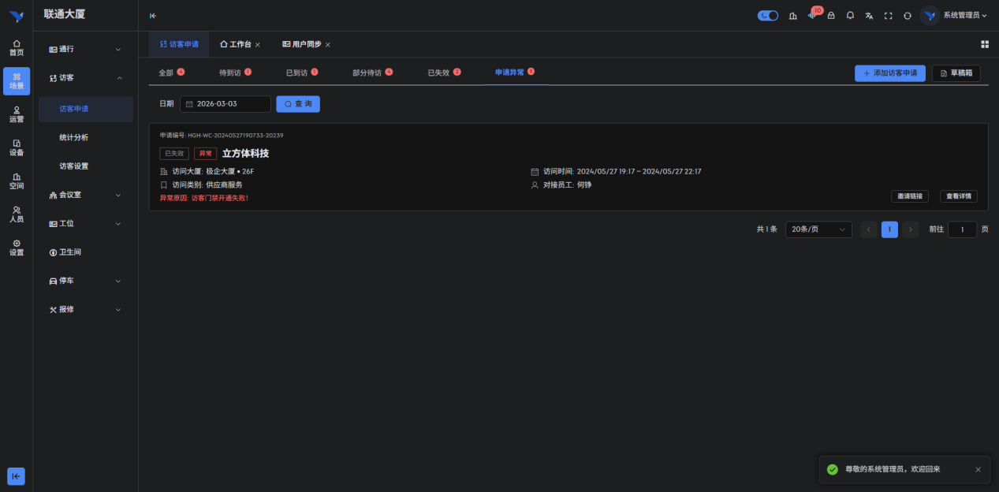 联通大厦
10
系统管理员
首页
场景
运营
设备
空间
人员
设置
通行
访客
访客申请
统计分析
访客设置
会议室
工位
卫生间
停车
报修
访客申请
工作台
用户同步
全部 4
待到访 1
已到访 1
部分待访 4
已失效 2
申请异常 1
添加访客申请
草稿箱
日期 2026-03-03 查 询
申请编号: HGH-WC-20240527190733-20239
已失效 异常 立方体科技
访问大厦: 极企大厦 • 26F
访问时间: 2024/05/27 19:17 ~ 2024/05/27 22:17
访问类别: 供应商服务
对接员工: 何铮
异常原因: 访客门禁开通失败!
邀请链接 查看详情
共 1 条 20条/页 1 前往 1 页
尊敬的系统管理员，欢迎回来